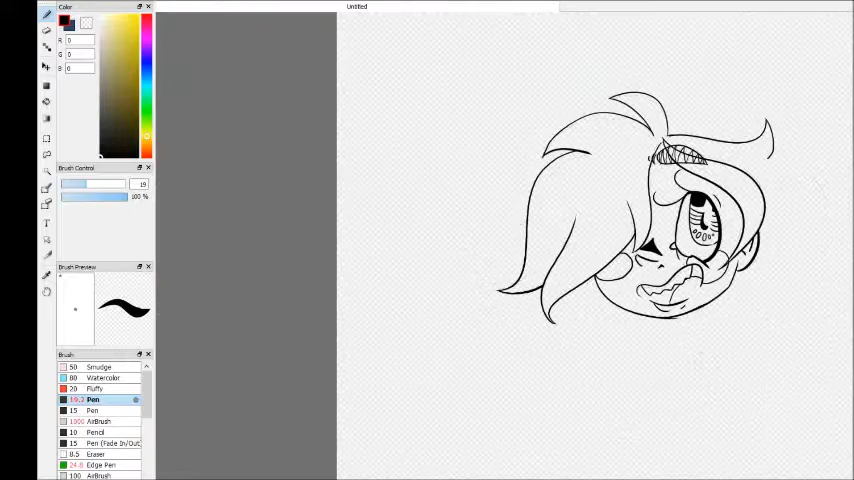 Color
Untitled
R 0
G 0
B 0
Brush Control
19
100 %
Brush Preview
Brush
50 Smudge
80 Watercolor
20 Fluffy
19.2 Pen
15 Pen
1000 AirBrush
10 Pencil
15 Pen (Fade In/Out)
8.5 Eraser
24.8 Edge Pen
100 AirBrush
T